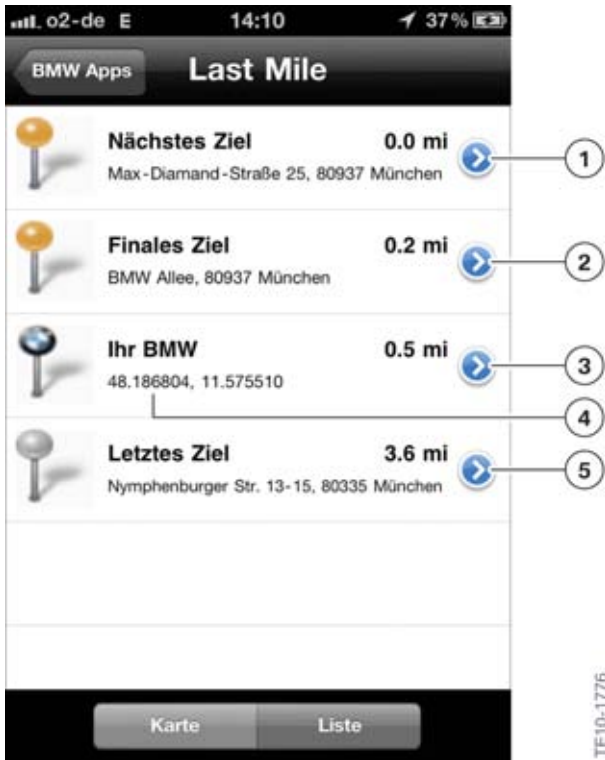 o2-de E 14:10 37%
BMW Apps Last Mile
Nächstes Ziel 0.0 mi
Max-Diamand-Straße 25, 80937 München
1
Finales Ziel 0.2 mi
BMW Allee, 80937 München
2
Ihr BMW 0.5 mi
3
48.186804, 11.575510
4
Letztes Ziel 3.6 mi
Nymphenburger Str. 13-15, 80335 München
5
Karte Liste
TE10-1776